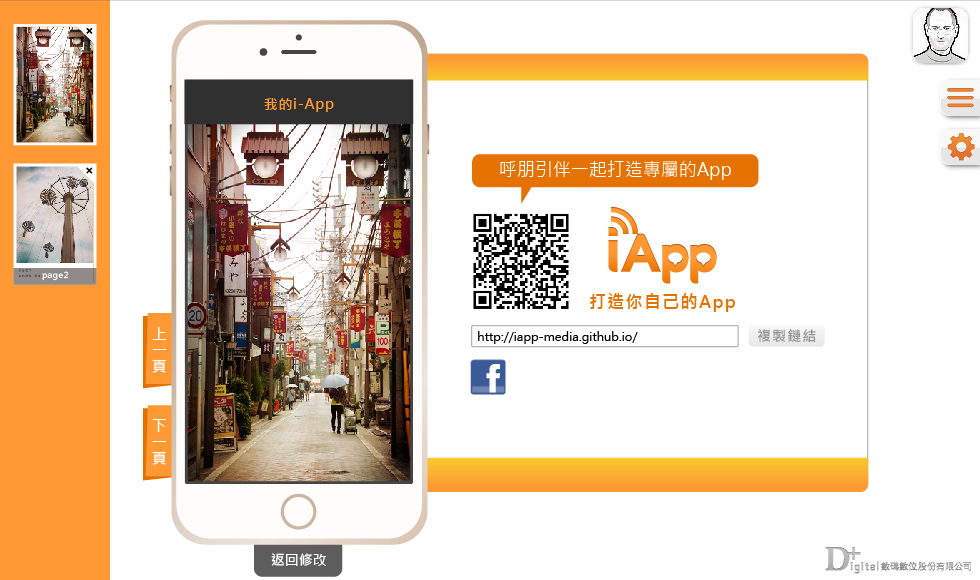 我的i-App
20
P
100
page2
上一頁
下一頁
返回修改
呼朋引伴一起打造專屬的App
iApp
打造你自己的App
http://iapp-media.github.io/
複製鏈結
f
D+igital 數碼數位股份有限公司